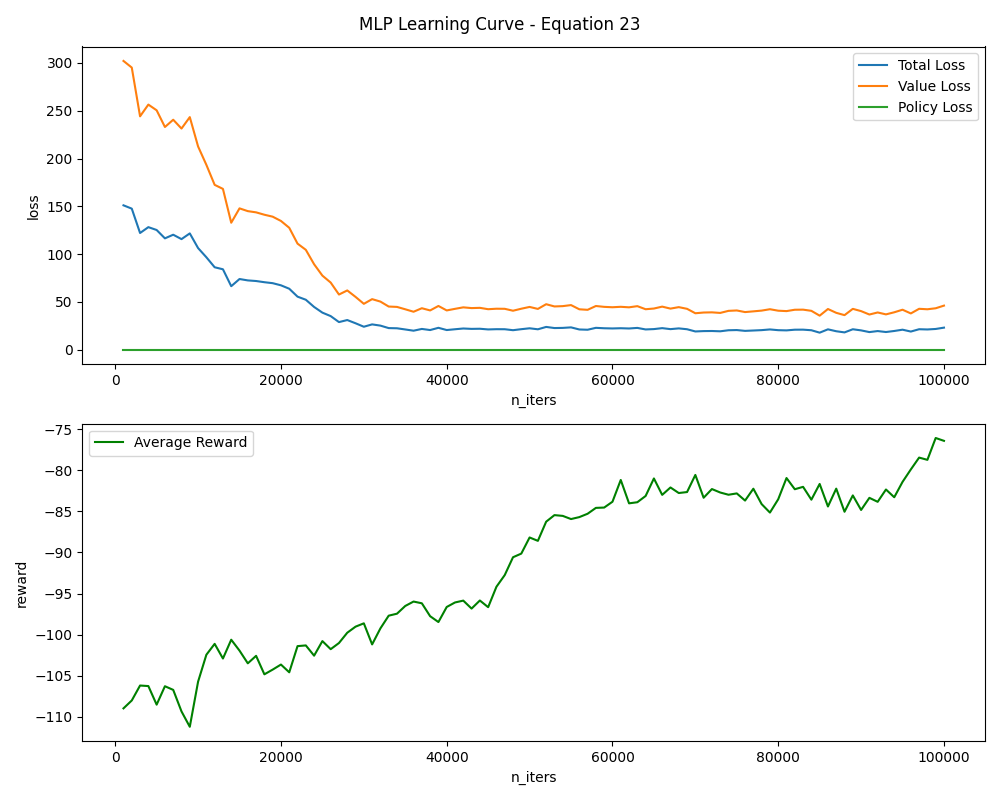 MLP Learning Curve - Equation 23
300
250
200
150
100
50
0
loss
Total Loss
Value Loss
Policy Loss
0 20000 40000 60000 80000 100000
n_iters
−75
−80
−85
−90
−95
−100
−105
−110
reward
Average Reward
0 20000 40000 60000 80000 100000
n_iters